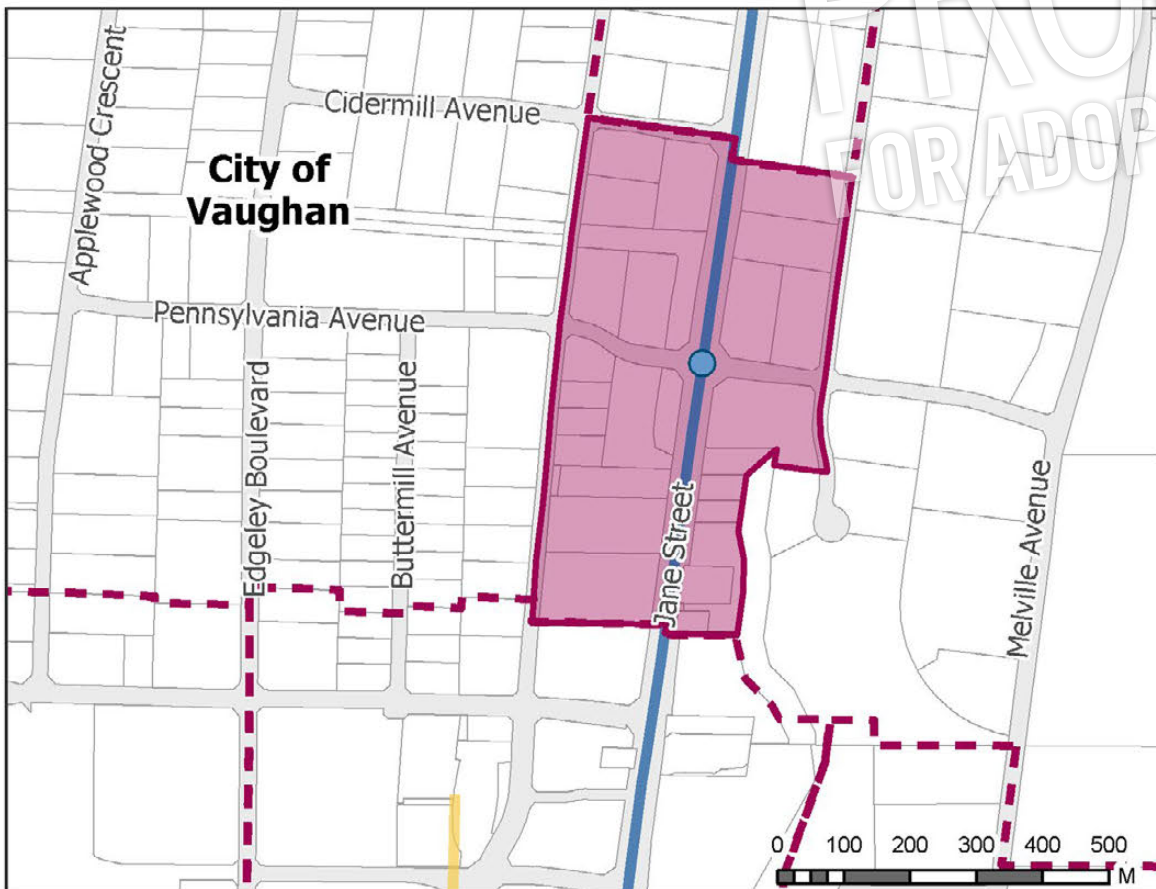 PRO
FOR ADOP
Applewood Crescent
Cidermill Avenue
City of
Vaughan
Pennsylvania Avenue
Edgeley Boulevard
Buttermill Avenue
Jane Street
Melville Avenue
0 100 200 300 400 500
M